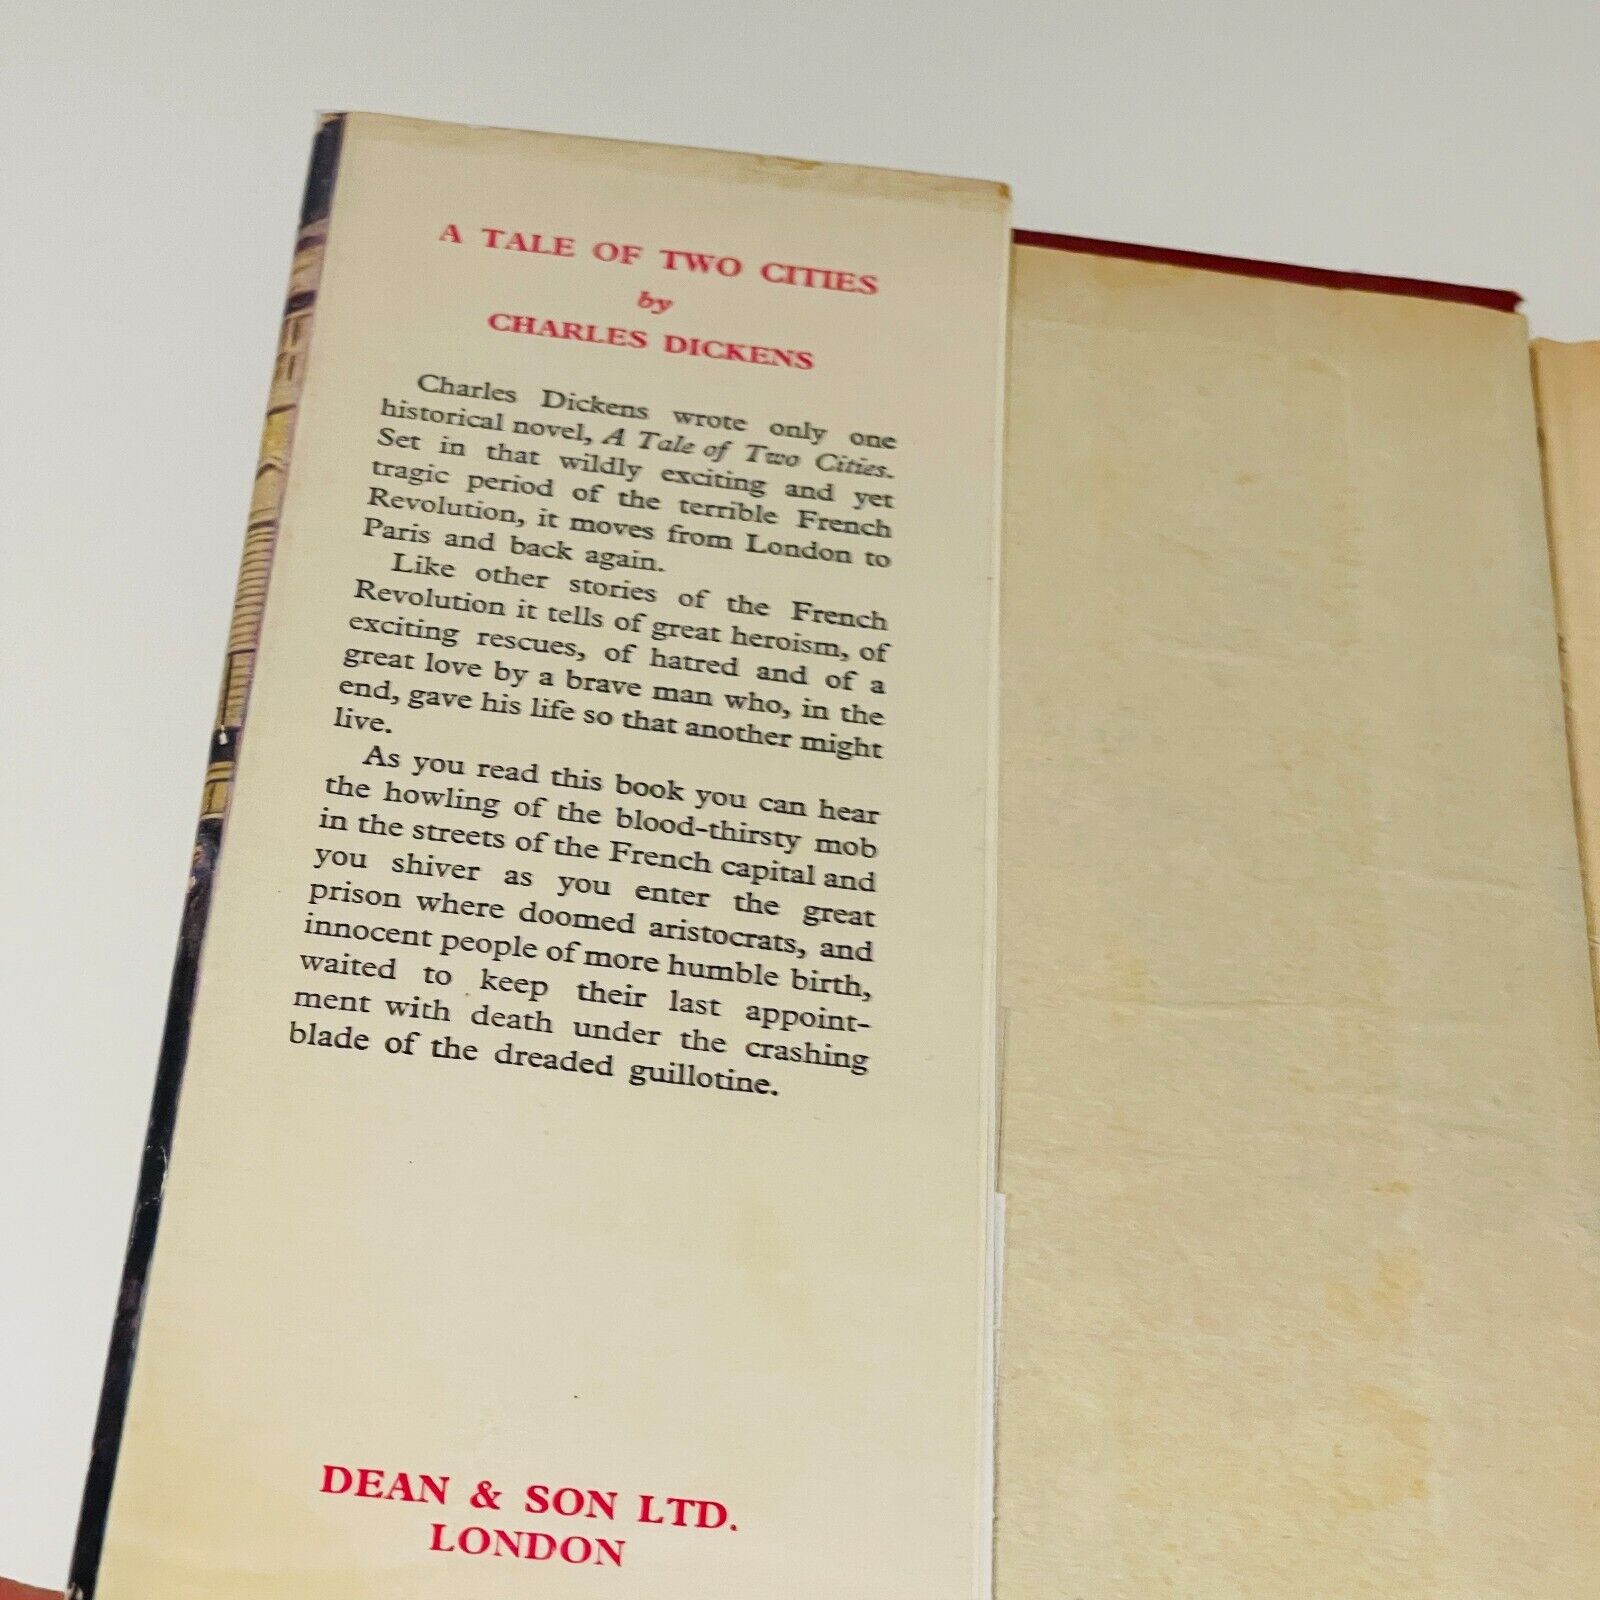 A TALE OF TWO CITIES
by
CHARLES DICKENS
Charles Dickens wrote only one
historical novel, A Tale of Two Cities.
Set in that wildly exciting and yet
tragic period of the terrible French
Revolution, it moves from London to
Paris and back again.
Like other stories of the French
Revolution it tells of great heroism, of
exciting rescues, of hatred and of a
great love by a brave man who, in the
end, gave his life so that another might
live.
As you read this book you can hear
the howling of the blood-thirsty mob
in the streets of the French capital and
you shiver as you enter the great
prison where doomed aristocrats, and
innocent people of more humble birth,
waited to keep their last appoint-
ment with death under the crashing
blade of the dreaded guillotine.
DEAN & SON LTD.
LONDON